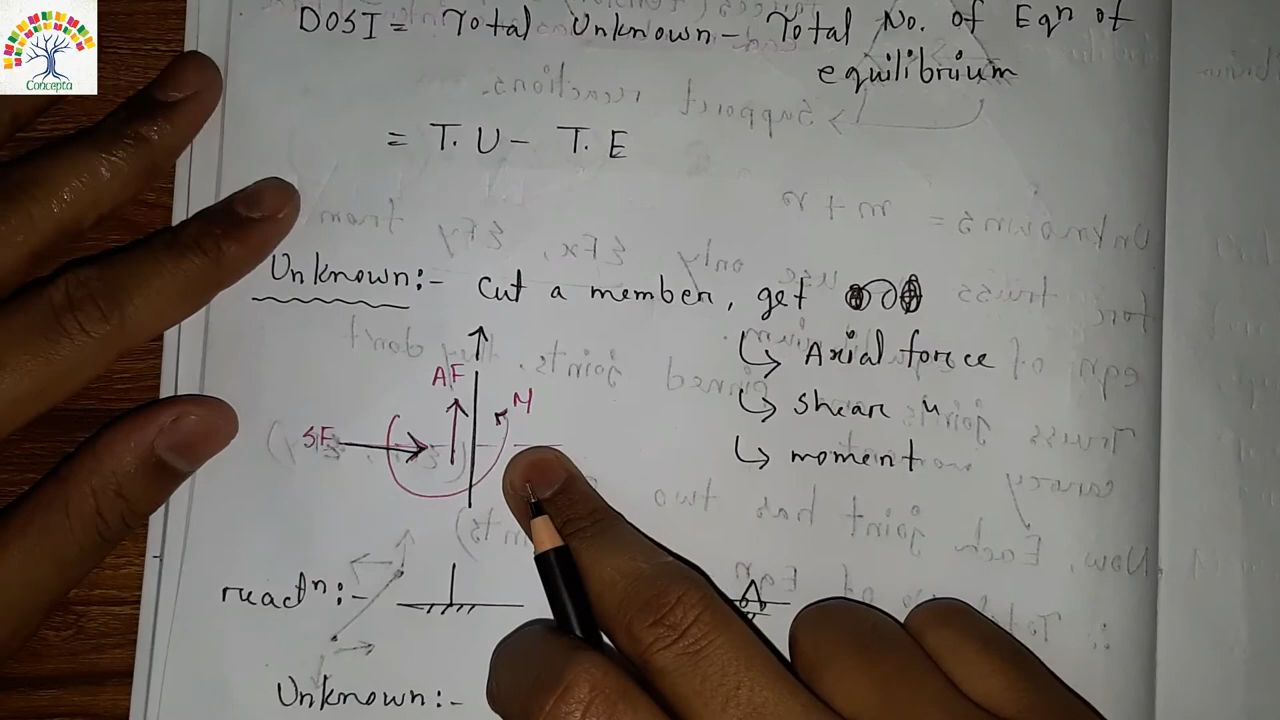 Concepta
DOSI = Total Unknown - Total No. of Eqn of
equilibrium
= T.U - T.E
Unknown:- Cut a member, get
↳ Axial force
↳ shear "
↳ moment
AF
M
SF
reactⁿ:-
Unknown:-